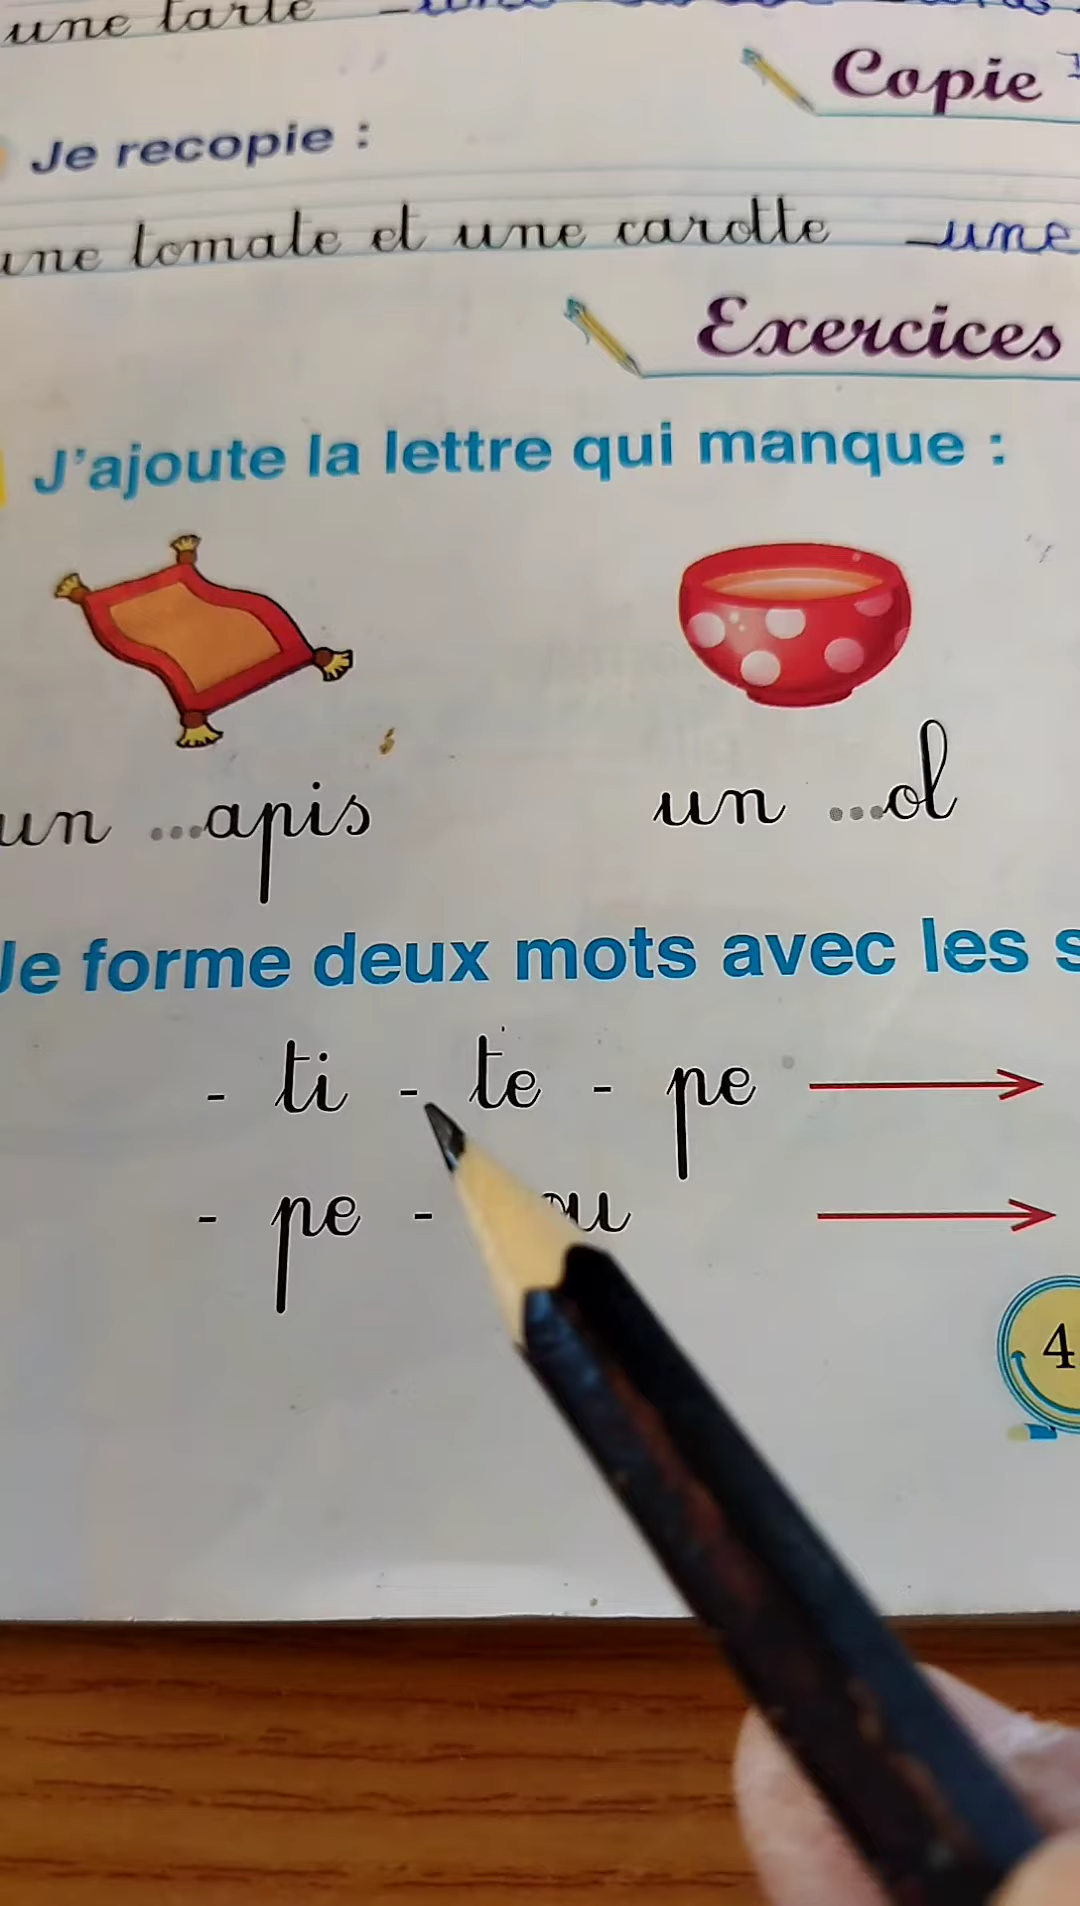 une tarte
Copie
Je recopie :
une tomate et une carotte une
Exercices
J'ajoute la lettre qui manque :
un ...apis un ...ol
Je forme deux mots avec les
- ti - te - pe
- pe -
4